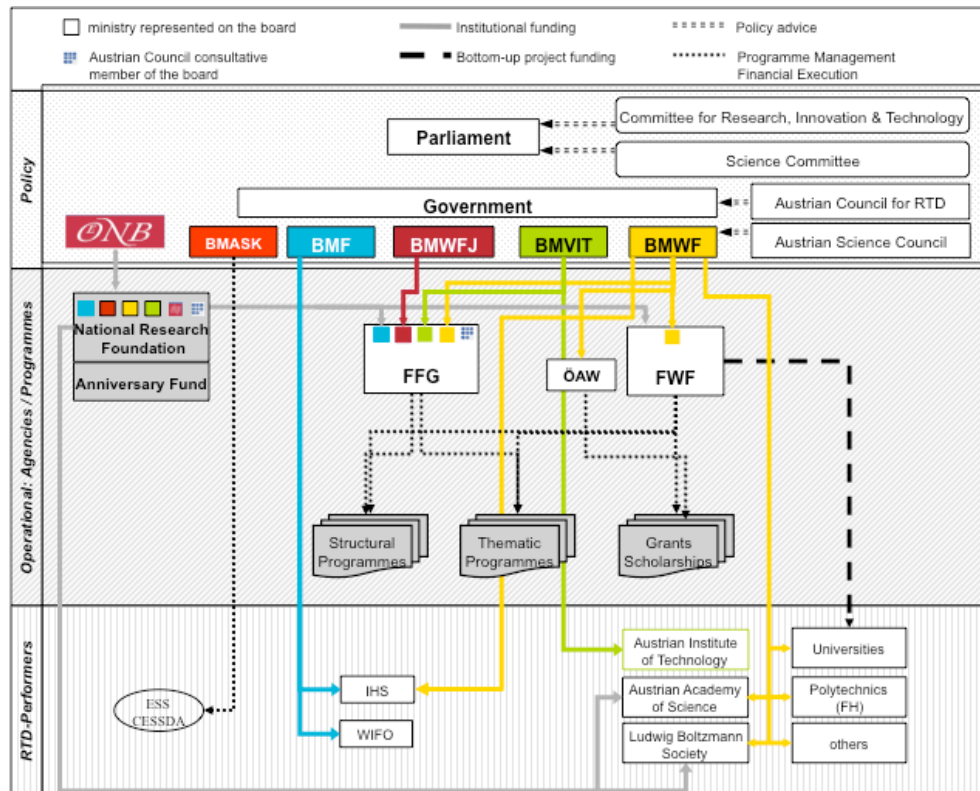 ministry represented on the board
Institutional funding
Policy advice
Austrian Council consultative
member of the board
Bottom-up project funding
Programme Management
Financial Execution
Policy
Committee for Research, Innovation & Technology
Parliament
Science Committee
Government
Austrian Council for RTD
Austrian Science Council
ONB
BMASK
BMF
BMWFJ
BMVIT
BMWF
Operational: Agencies / Programmes
National Research
Foundation
Anniversary Fund
FFG
ÖAW
FWF
Structural
Programmes
Thematic
Programmes
Grants
Scholarships
RTD-Performers
Austrian Institute
of Technology
Universities
IHS
Austrian Academy
of Science
Polytechnics
(FH)
ESS
CESSDA
WIFO
Ludwig Boltzmann
Society
others